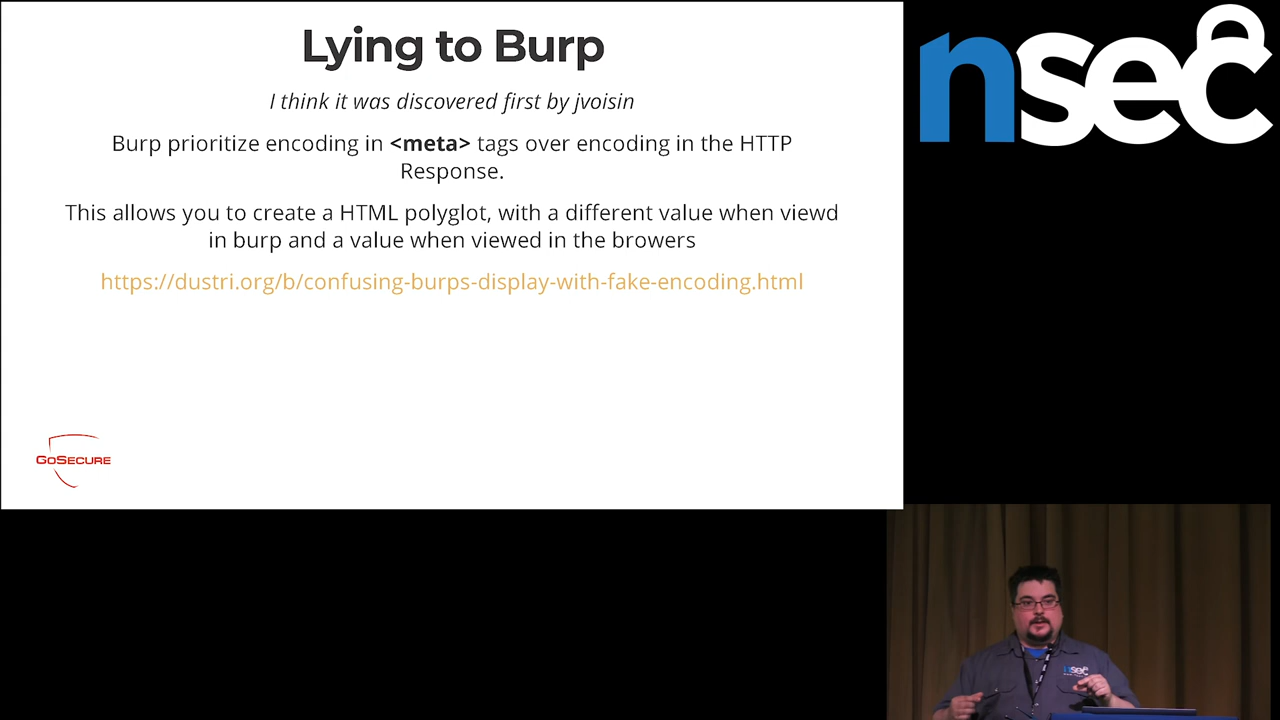 Lying to Burp
I think it was discovered first by jvoisin
Burp prioritize encoding in <meta> tags over encoding in the HTTP
Response.
This allows you to create a HTML polyglot, with a different value when viewd
in burp and a value when viewed in the browers
https://dustri.org/b/confusing-burps-display-with-fake-encoding.html
GoSecure
nsec
nsec